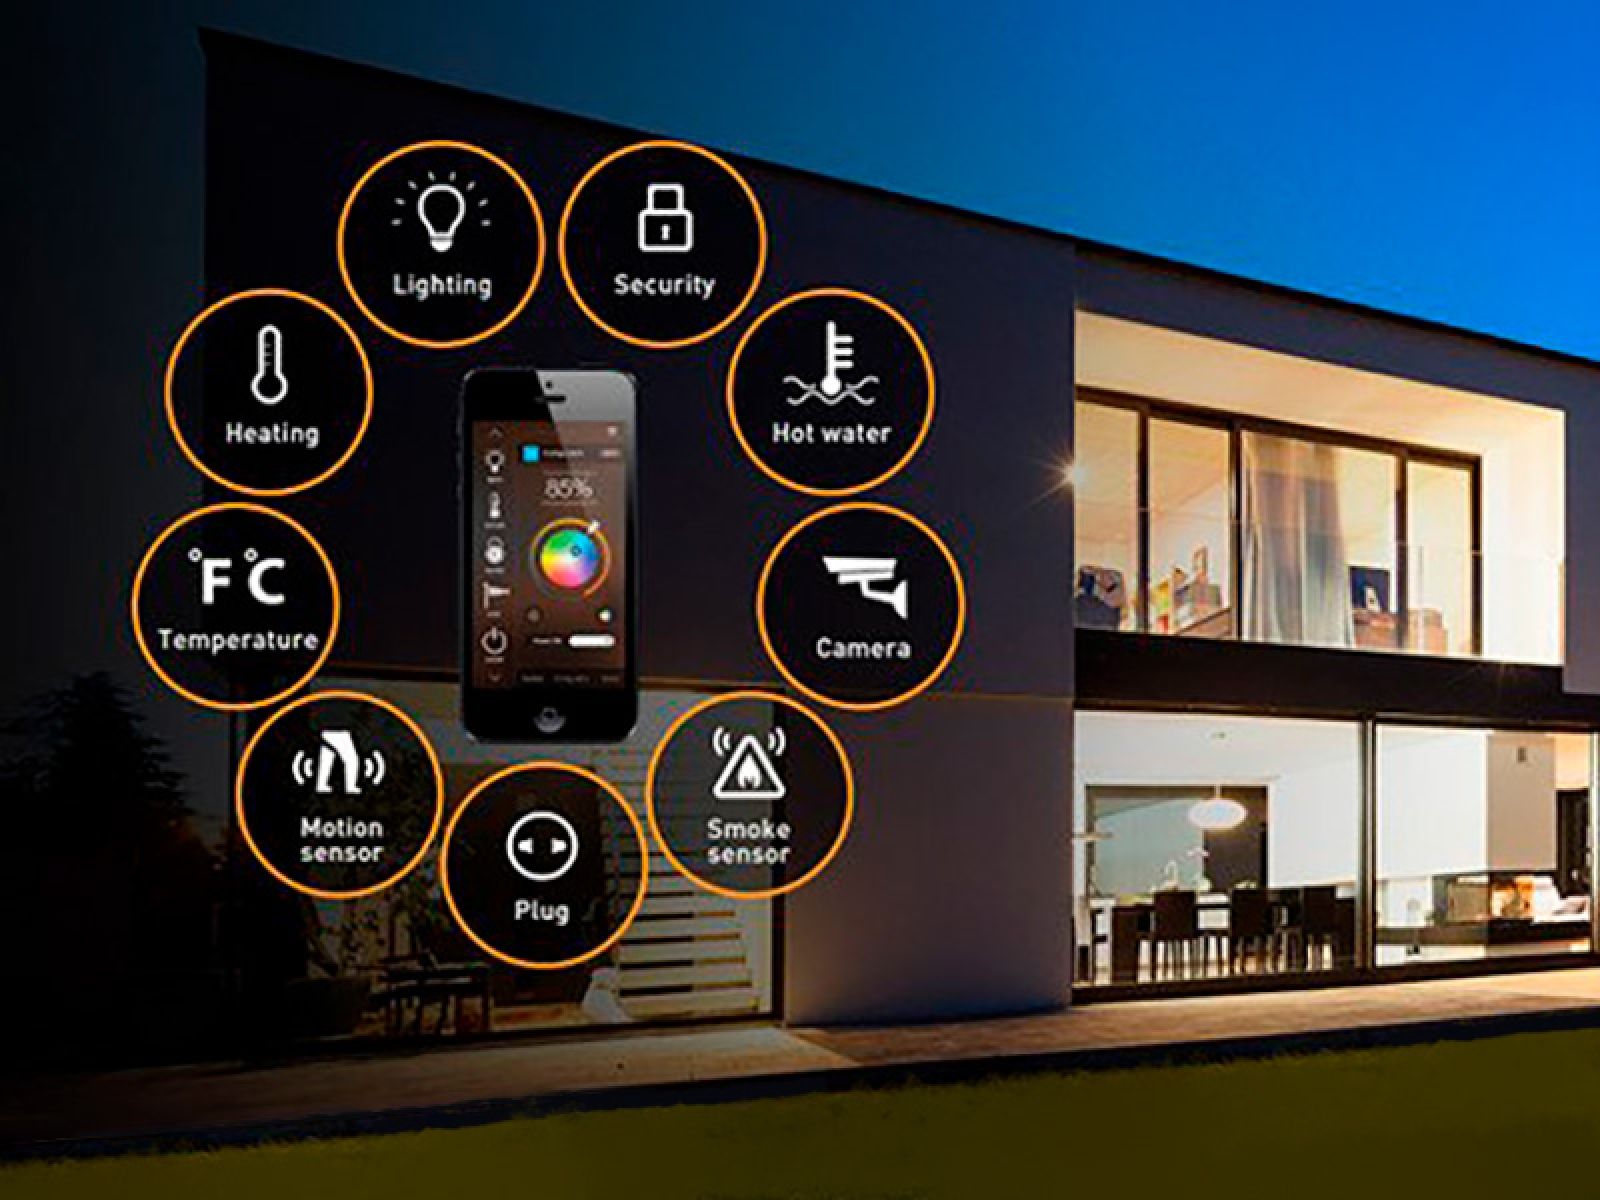 Lighting
Security
Heating
Hot water
85%
°F °C
Temperature
Camera
Motion
sensor
Smoke
sensor
Plug